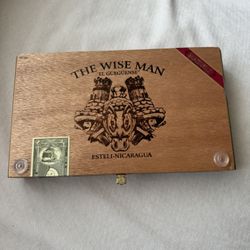 THE WISE MAN
"EL GÜEGÜENSE"
ESTELI-NICARAGUA